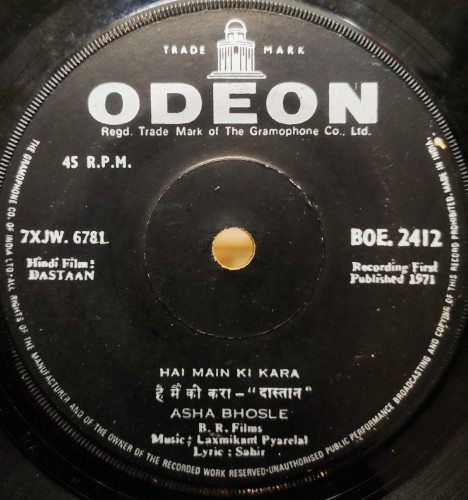 TRADE MARK
ODEON
Regd. Trade Mark of The Gramophone Co., Ltd.
45 R.P.M.
7XJW. 6781
BOE. 2412
Hindi Film:
DASTAAN
Recording First
Published 1971
HAI MAIN KI KARA
है मैं की करा - "दास्तान"
ASHA BHOSLE
B. R. Films
Music; Laxmikant Pyarelal
Lyric : Sahir
THE GRAMOPHONE CO. OF INDIA LTD·ALL RIGHTS OF THE MANUFACTURER AND OF THE OWNER OF THE RECORDED WORK RESERVED·UNAUTHORISED PUBLIC PERFORMANCE BROADCASTING AND COPYING OF THIS RECORD PROHIBITED. MADE IN INDIA